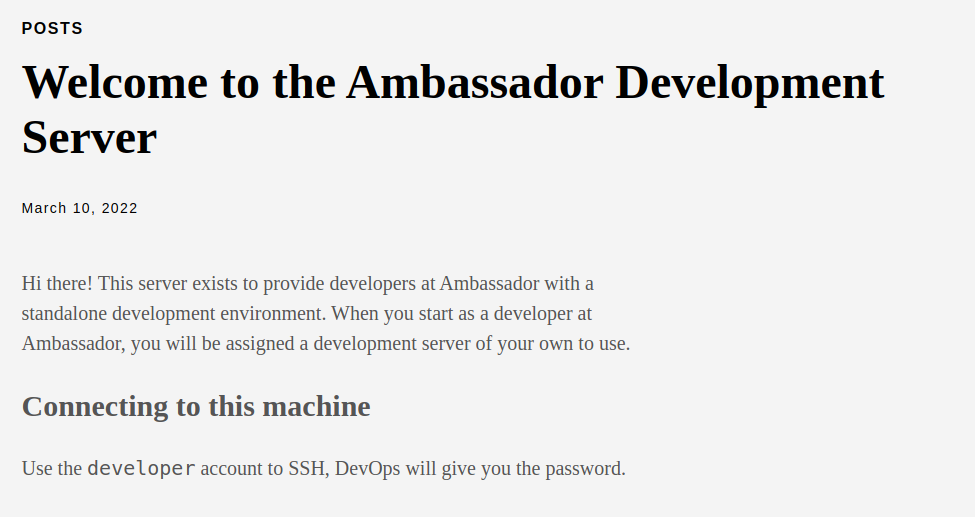 POSTS
Welcome to the Ambassador Development
Server
March 10, 2022
Hi there! This server exists to provide developers at Ambassador with a
standalone development environment. When you start as a developer at
Ambassador, you will be assigned a development server of your own to use.
Connecting to this machine
Use the developer account to SSH, DevOps will give you the password.